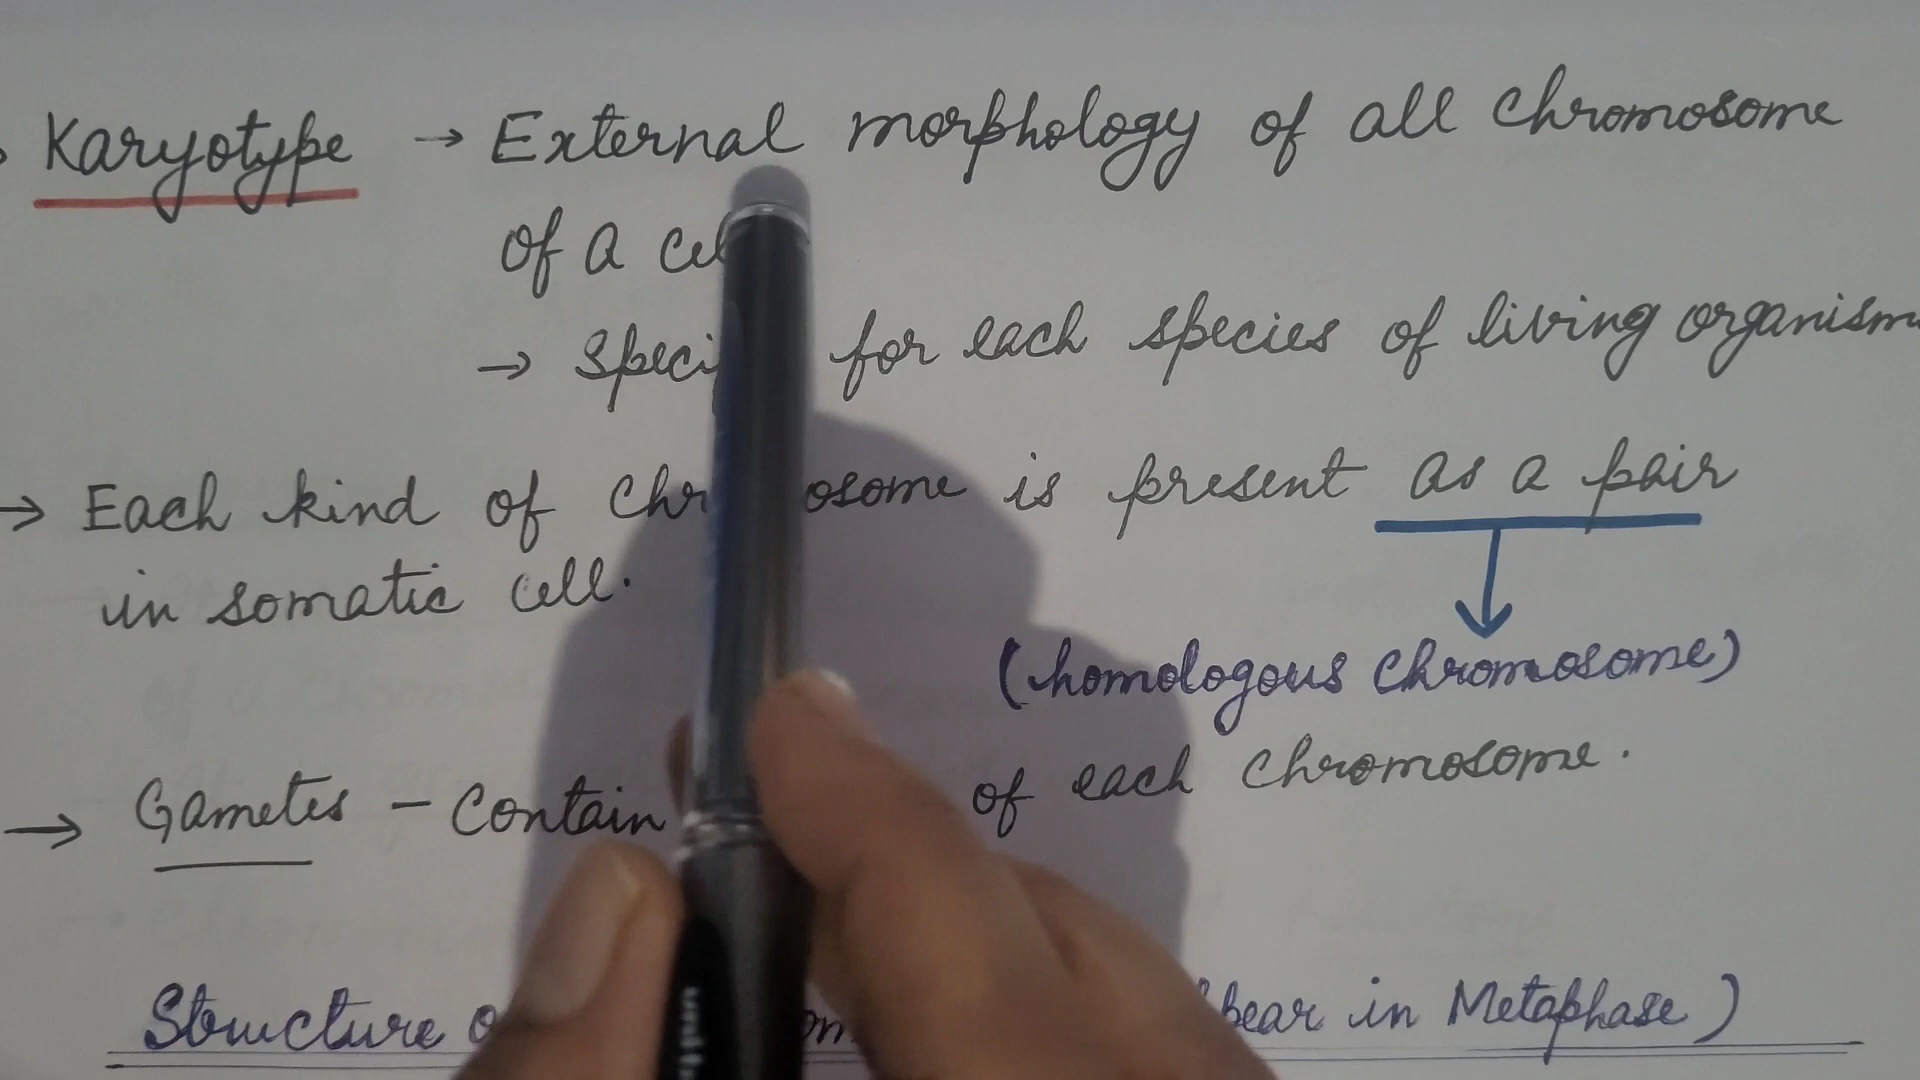 Karyotype → External morphology of all chromosome
of a
→ for each species of living organism
→ Each kind of chromosome is present as a pair
in somatic cell.
(homologous chromosome)
→ Gametes - Contain of each chromosome.
Structure in Metaphase)